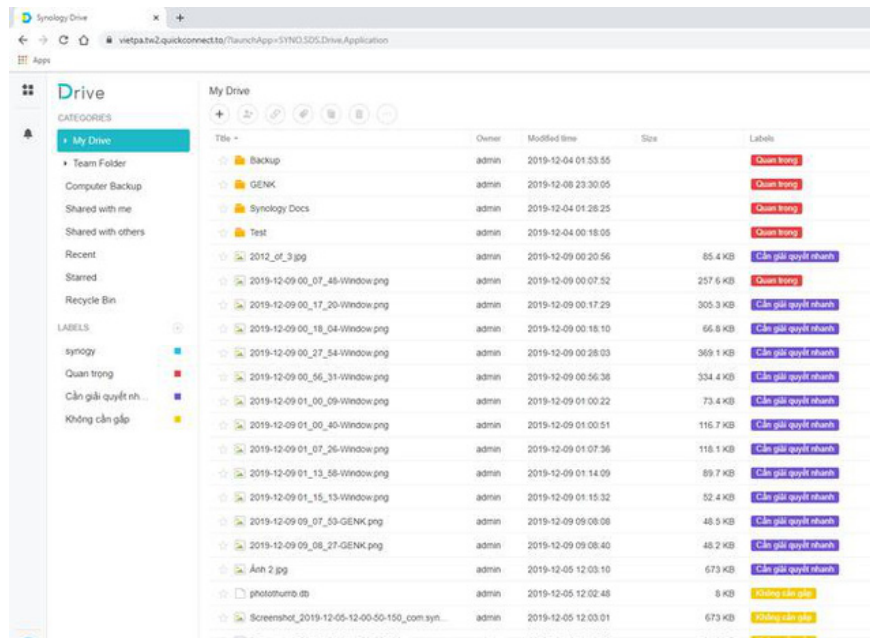 Synology Drive
vietpa.tw2.quickconnect.to/?launchApp=SYNO.SDS.Drive.Application
Apps
Drive
CATEGORIES
My Drive
Team Folder
Computer Backup
Shared with me
Shared with others
Recent
Starred
Recycle Bin
LABELS
synogy
Quan trong
Cần giải quyết nh...
Không cần gấp
My Drive
Title Owner Modified time Size Labels
Backup admin 2019-12-04 01:53:55 Quan trong
GENK admin 2019-12-08 23:30:05 Quan trong
Synology Docs admin 2019-12-04 01:26:25 Quan trong
Test admin 2019-12-04 00:18:05 Quan trong
2012_of_3.jpg admin 2019-12-09 00:20:56 85.4 KB Cần giải quyết nhanh
2019-12-09 00_07_48-Window.png admin 2019-12-09 00:07:52 257.6 KB Quan trong
2019-12-09 00_17_20-Window.png admin 2019-12-09 00:17:29 305.3 KB Cần giải quyết nhanh
2019-12-09 00_18_04-Window.png admin 2019-12-09 00:18:10 66.8 KB Cần giải quyết nhanh
2019-12-09 00_27_54-Window.png admin 2019-12-09 00:28:03 369.1 KB Cần giải quyết nhanh
2019-12-09 00_56_31-Window.png admin 2019-12-09 00:56:38 334.4 KB Cần giải quyết nhanh
2019-12-09 01_00_09-Window.png admin 2019-12-09 01:00:22 73.4 KB Cần giải quyết nhanh
2019-12-09 01_00_40-Window.png admin 2019-12-09 01:00:51 116.7 KB Cần giải quyết nhanh
2019-12-09 01_07_26-Window.png admin 2019-12-09 01:07:36 118.1 KB Cần giải quyết nhanh
2019-12-09 01_13_58-Window.png admin 2019-12-09 01:14:09 89.7 KB Cần giải quyết nhanh
2019-12-09 01_15_13-Window.png admin 2019-12-09 01:15:32 52.4 KB Cần giải quyết nhanh
2019-12-09 09_07_53-GENK.png admin 2019-12-09 09:08:08 48.5 KB Cần giải quyết nhanh
2019-12-09 09_08_27-GENK.png admin 2019-12-09 09:08:40 48.2 KB Cần giải quyết nhanh
Ảnh 2.jpg admin 2019-12-05 12:03:10 673 KB Cần giải quyết nhanh
photothumb.db admin 2019-12-05 12:02:48 8 KB Không cần gấp
Screenshot_2019-12-05-12-00-50-150_com.syn... admin 2019-12-05 12:03:01 673 KB Không cần gấp